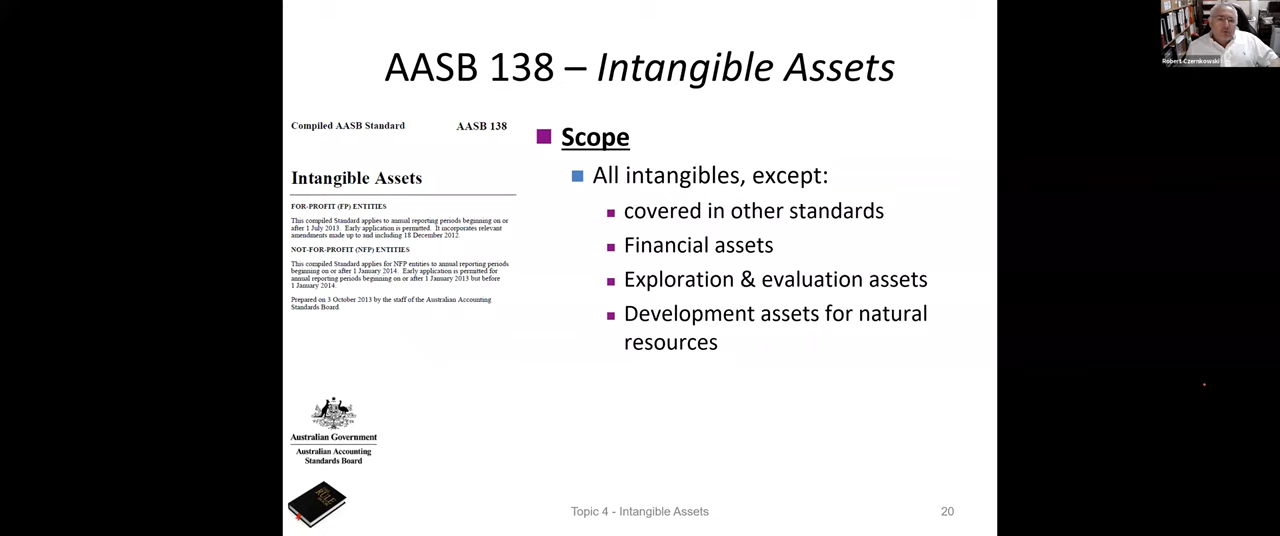 AASB 138 – Intangible Assets
Robert Czernkowski
Compiled AASB Standard AASB 138
Intangible Assets
FOR-PROFIT (FP) ENTITIES
This compiled Standard applies to annual reporting periods beginning on or
after 1 July 2013. Early application is permitted. It incorporates relevant
amendments made up to and including 18 December 2012.
NOT-FOR-PROFIT (NFP) ENTITIES
This compiled Standard applies for NFP entities to annual reporting periods
beginning on or after 1 January 2014. Early application is permitted for
annual reporting periods beginning on or after 1 January 2013 but before
1 January 2014.
Prepared on 3 October 2013 by the staff of the Australian Accounting
Standards Board.
Scope
All intangibles, except:
covered in other standards
Financial assets
Exploration & evaluation assets
Development assets for natural
resources
Australian Government
Australian Accounting
Standards Board
Topic 4 - Intangible Assets
20